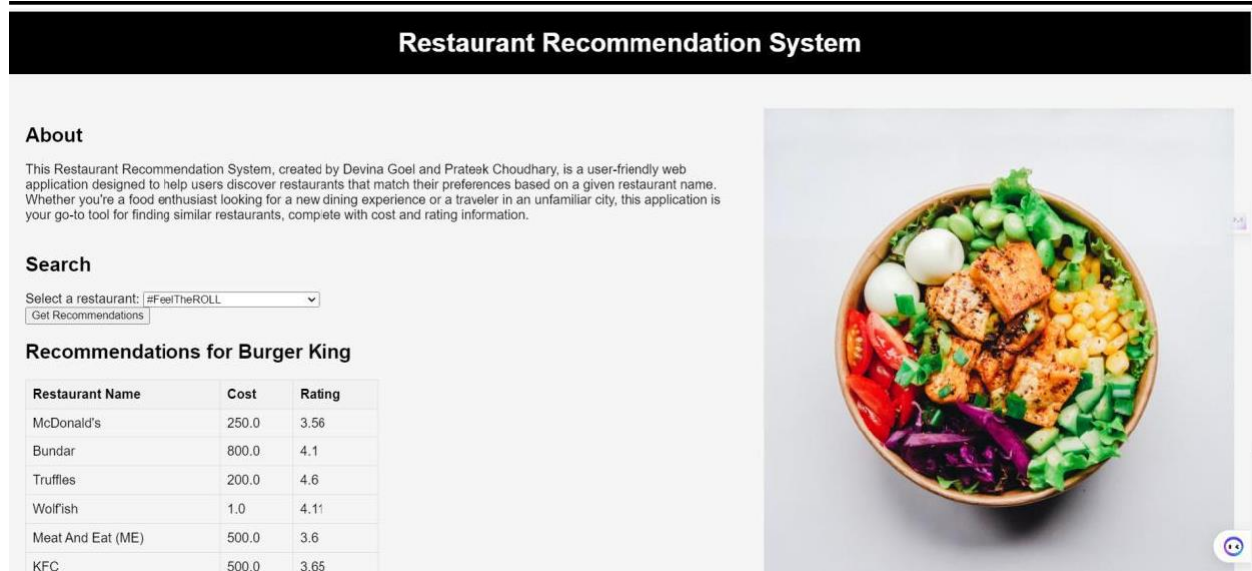 Restaurant Recommendation System
About
This Restaurant Recommendation System, created by Devina Goel and Prateek Choudhary, is a user-friendly web
application designed to help users discover restaurants that match their preferences based on a given restaurant name.
Whether you're a food enthusiast looking for a new dining experience or a traveler in an unfamiliar city, this application is
your go-to tool for finding similar restaurants, complete with cost and rating information.
Search
Select a restaurant: #FeelTheROLL
Get Recommendations
Recommendations for Burger King
Restaurant Name Cost Rating
McDonald's 250.0 3.56
Bundar 800.0 4.1
Truffles 200.0 4.6
Wolfish 1.0 4.11
Meat And Eat (ME) 500.0 3.6
KFC 500.0 3.65